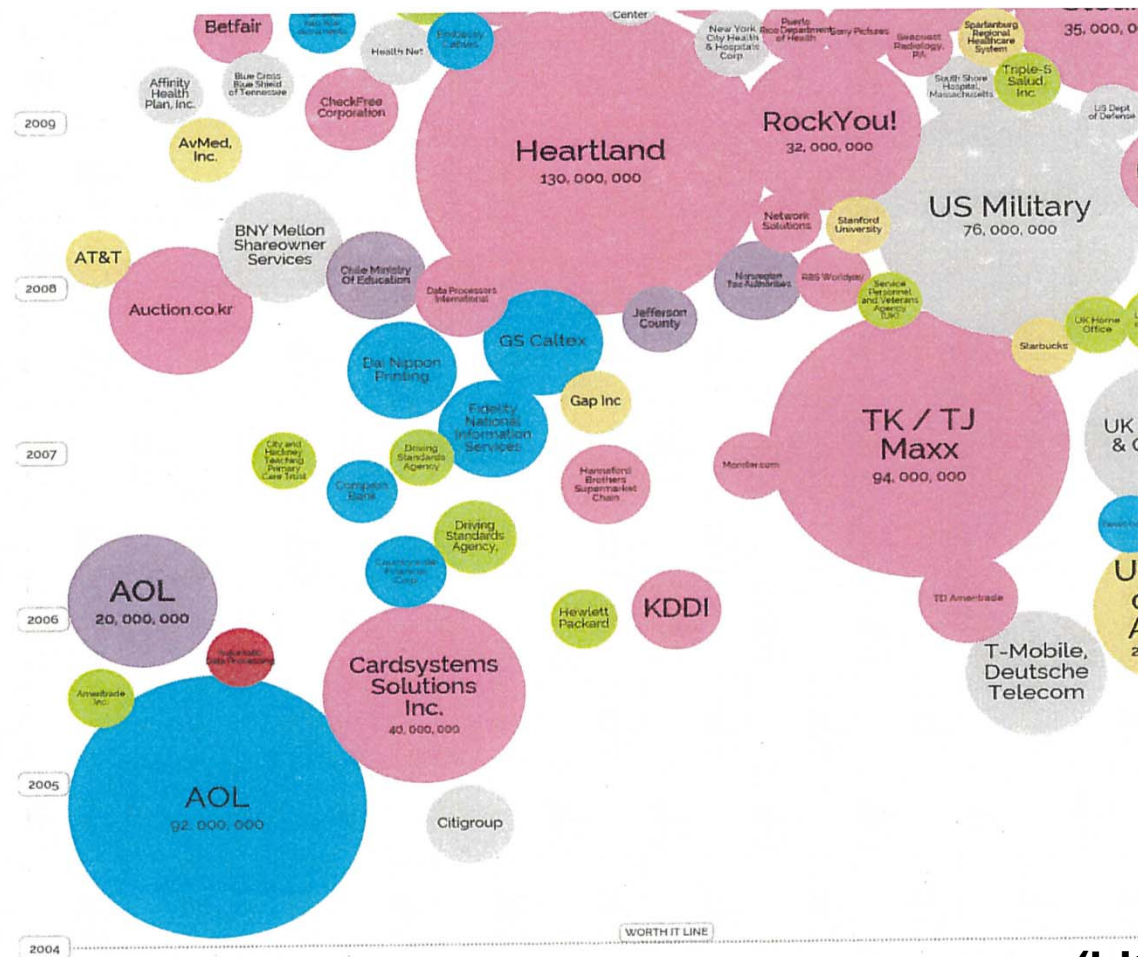 Center
35, 000, 0
Betfair
Embassy
Cables
Health Net
New York
City Health
& Hospitals
Corp.
Puerto
Rico Department
of Health
Sony Pictures
Seacoast
Radiology,
PA
Spartanburg
Regional
Healthcare
System
Affinity
Health
Plan, Inc.
Blue Cross
Blue Shield
of Tennessee
CheckFree
Corporation
South Shore
Hospital,
Massachusetts
Triple-S
Salud,
Inc.
US Dept
of Defense
2009
AvMed,
Inc.
Heartland
130, 000, 000
RockYou!
32, 000, 000
US Military
76, 000, 000
Network
Solutions
Stanford
University
BNY Mellon
Shareowner
Services
AT&T
Chile Ministry
Of Education
Data Processors
International
Norwegian
Tax Authorities
RBS Worldpay
Service
Personnel
and Veterans
Agency
(UK)
2008
Auction.co.kr
Jefferson
County
UK Home
Office
Starbucks
GS Caltex
Dai Nippon
Printing
Gap Inc
Fidelity
National
Information
Services
TK / TJ
Maxx
94, 000, 000
UK
& C
2007
City and
Hackney
Teaching
Primary
Care Trust
Driving
Standards
Agency
Compass
Bank
Hannaford
Brothers
Supermarket
Chain
Monster.com
Driving
Standards
Agency,
Countrywide
Financial
Corp
AOL
20, 000, 000
2006
Hewlett
Packard
KDDI
TD Ameritrade
T-Mobile,
Deutsche
Telecom
Automatic
Data Processing
Ameritrade
Inc.
Cardsystems
Solutions
Inc.
40, 000, 000
2005
AOL
92, 000, 000
Citigroup
WORTH IT LINE
2004